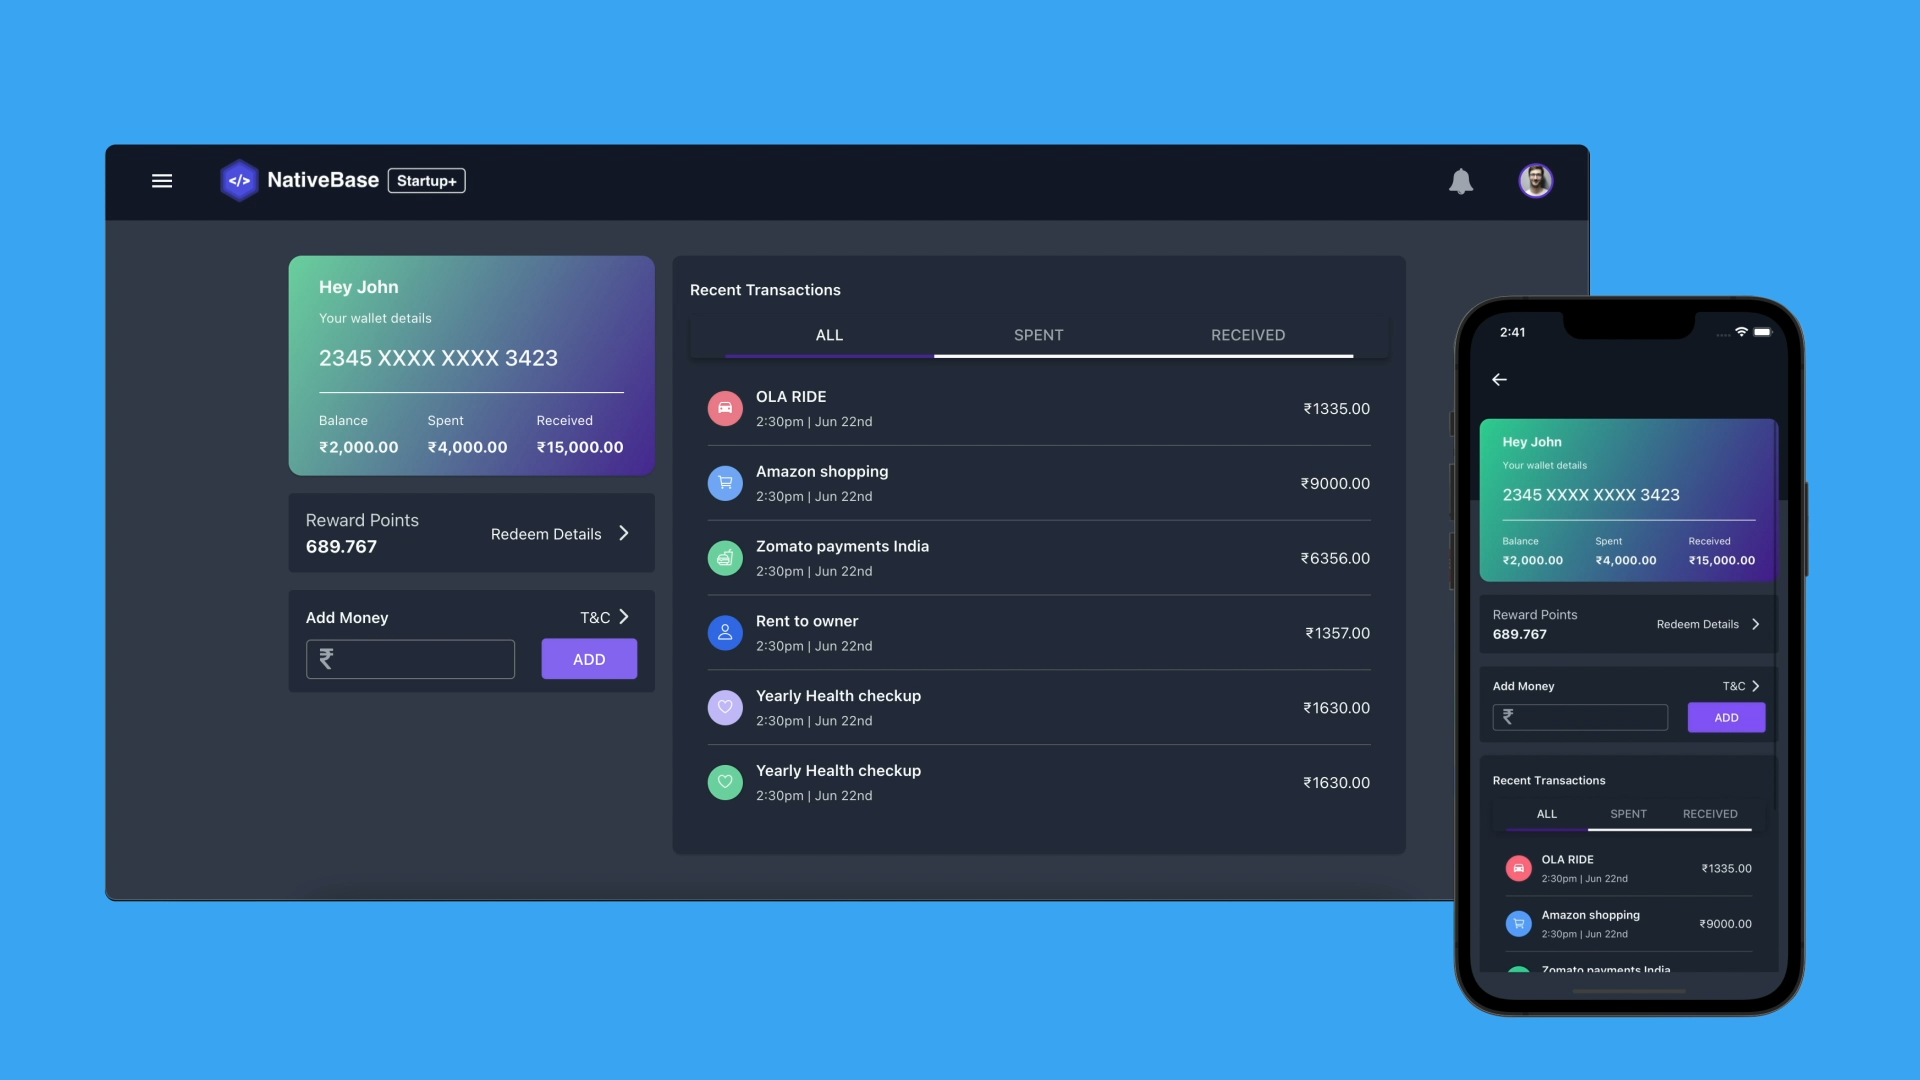 </> NativeBase Startup+
Hey John
Your wallet details
2345 XXXX XXXX 3423
Balance Spent Received
₹2,000.00 ₹4,000.00 ₹15,000.00
Reward Points
689.767
Redeem Details
Add Money T&C
₹ ADD
Recent Transactions
ALL SPENT RECEIVED
OLA RIDE
2:30pm | Jun 22nd
₹1335.00
Amazon shopping
2:30pm | Jun 22nd
₹9000.00
Zomato payments India
2:30pm | Jun 22nd
₹6356.00
Rent to owner
2:30pm | Jun 22nd
₹1357.00
Yearly Health checkup
2:30pm | Jun 22nd
₹1630.00
Yearly Health checkup
2:30pm | Jun 22nd
₹1630.00
2:41
Hey John
Your wallet details
2345 XXXX XXXX 3423
Balance Spent Received
₹2,000.00 ₹4,000.00 ₹15,000.00
Reward Points
689.767
Redeem Details
Add Money T&C
₹ ADD
Recent Transactions
ALL SPENT RECEIVED
OLA RIDE
2:30pm | Jun 22nd
₹1335.00
Amazon shopping
2:30pm | Jun 22nd
₹9000.00
Zomato payments India